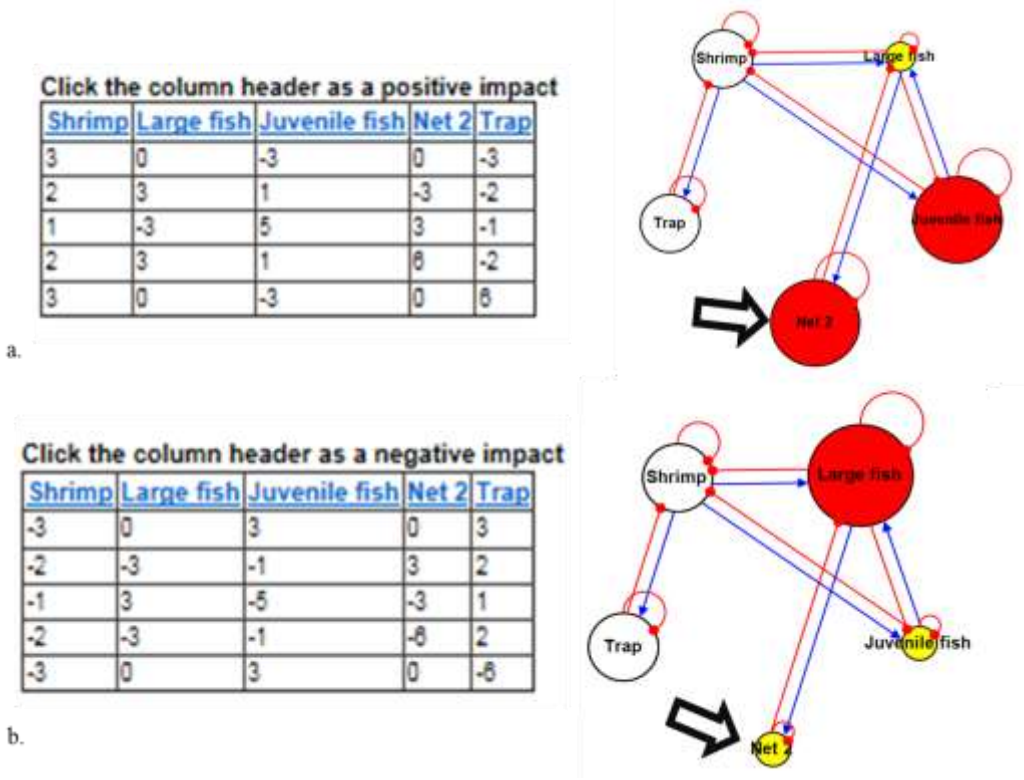 Click the column header as a positive impact
Shrimp Large fish Juvenile fish Net 2 Trap
3 0 -3 0 -3
2 3 1 -3 -2
1 -3 5 3 -1
2 3 1 6 -2
3 0 -3 0 6
Shrimp
Large fish
Trap
Juvenile fish
Net 2
a.
Click the column header as a negative impact
Shrimp Large fish Juvenile fish Net 2 Trap
-3 0 3 0 3
-2 -3 -1 3 2
-1 3 -5 -3 1
-2 -3 -1 -6 2
-3 0 3 0 -6
Shrimp
Large fish
Trap
Juvenile fish
Net 2
b.